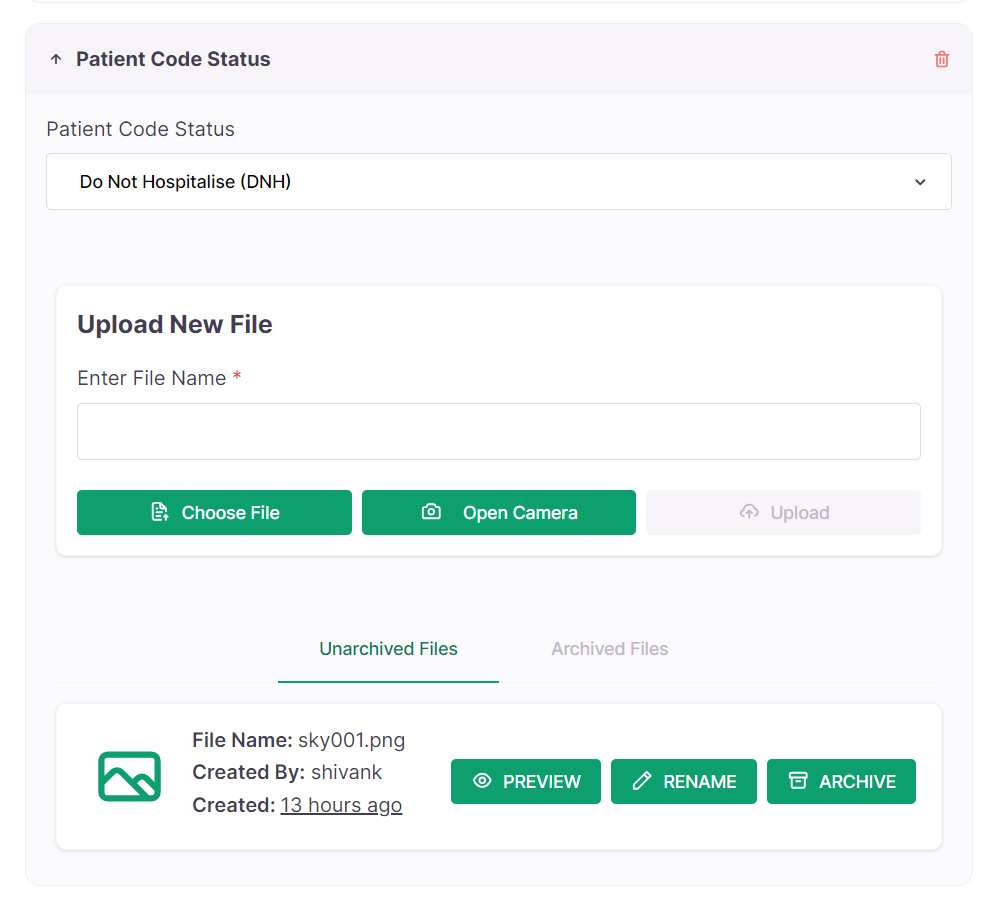 Patient Code Status
Patient Code Status
Do Not Hospitalise (DNH)
Upload New File
Enter File Name *
Choose File
Open Camera
Upload
Unarchived Files
Archived Files
File Name: sky001.png
Created By: shivank
Created: 13 hours ago
PREVIEW
RENAME
ARCHIVE